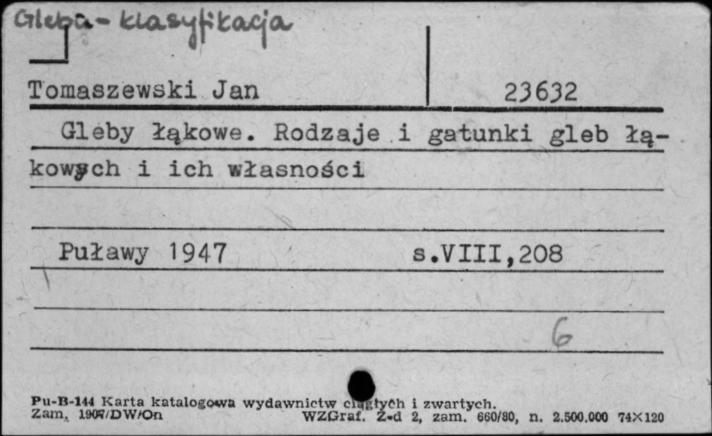 Gleba - klasyfikacja
Tomaszewski Jan 23632
Gleby łąkowe. Rodzaje i gatunki gleb łą-
kowych i ich własności
Puławy 1947 s.VIII,208
6
Pu-B-144 Karta katalogowa wydawnictw ciągłych i zwartych.
Zam. 1907/DW/On WZGraf. Z-d 2, zam. 660/80, n. 2.500.000 74×120